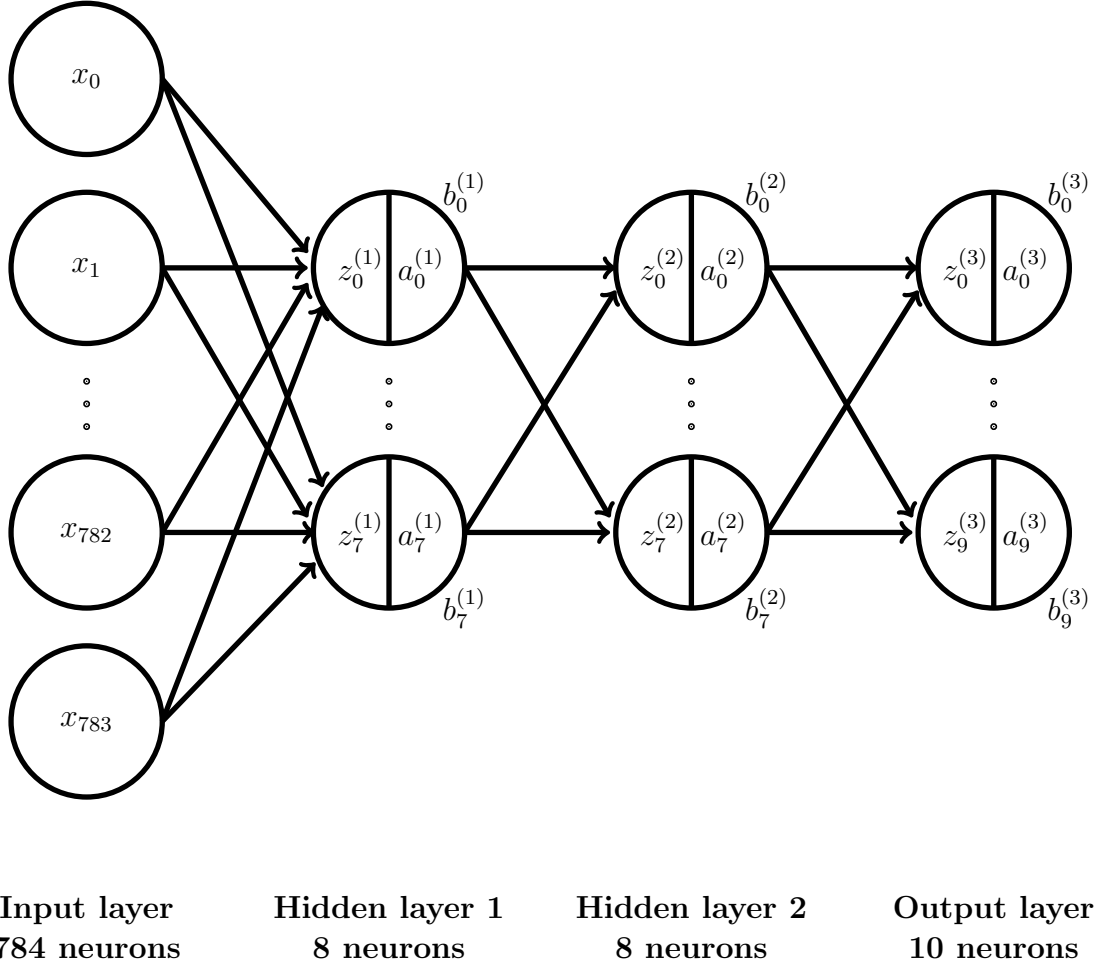 x_0
x_1
x_782
x_783
b_0^(1)
z_0^(1) a_0^(1)
z_7^(1) a_7^(1)
b_7^(1)
b_0^(2)
z_0^(2) a_0^(2)
z_7^(2) a_7^(2)
b_7^(2)
b_0^(3)
z_0^(3) a_0^(3)
z_9^(3) a_9^(3)
b_9^(3)
Input layer
784 neurons
Hidden layer 1
8 neurons
Hidden layer 2
8 neurons
Output layer
10 neurons